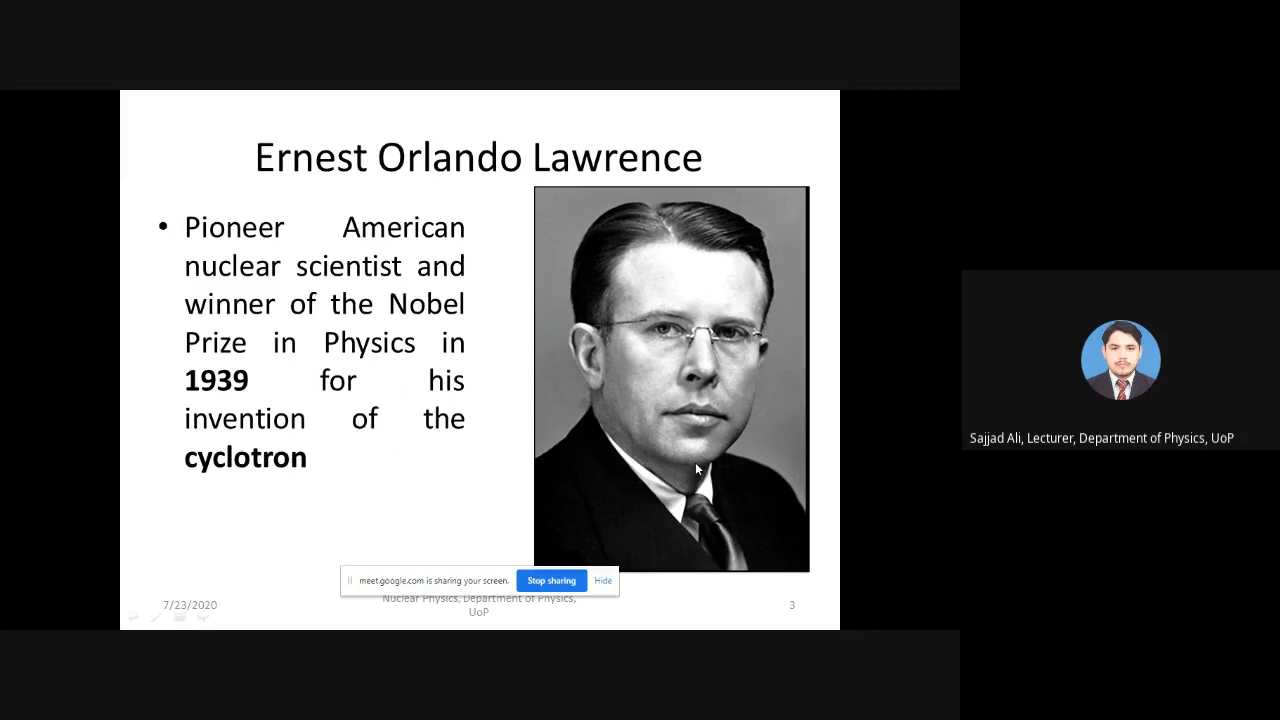 Ernest Orlando Lawrence
• Pioneer American
nuclear scientist and
winner of the Nobel
Prize in Physics in
1939 for his
invention of the
cyclotron
meet.google.com is sharing your screen.
Stop sharing
Hide
7/23/2020
Nuclear Physics, Department of Physics,
UoP
3
Sajjad Ali, Lecturer, Department of Physics, UoP